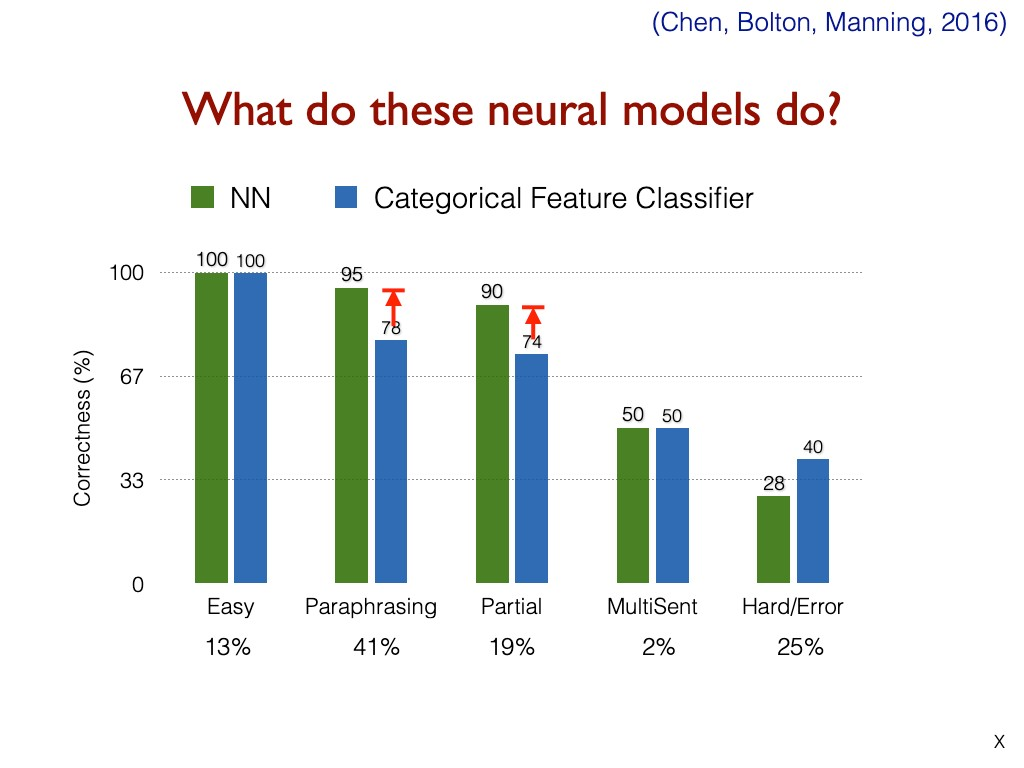 (Chen, Bolton, Manning, 2016)
What do these neural models do?
NN Categorical Feature Classifier
100 100
95
90
78
74
50 50
28
40
100
67
33
0
Correctness (%)
Easy Paraphrasing Partial MultiSent Hard/Error
13% 41% 19% 2% 25%
X